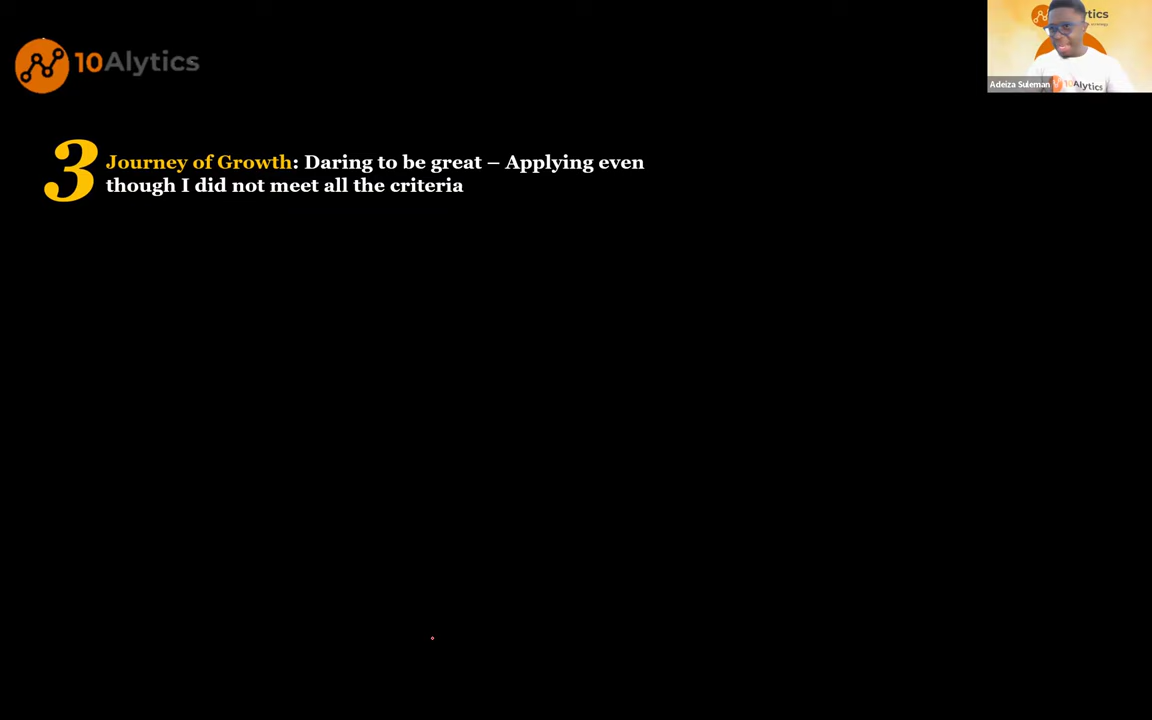 10Alytics
3
Journey of Growth: Daring to be great – Applying even
though I did not meet all the criteria
Adeiza Suleman
10Alytics